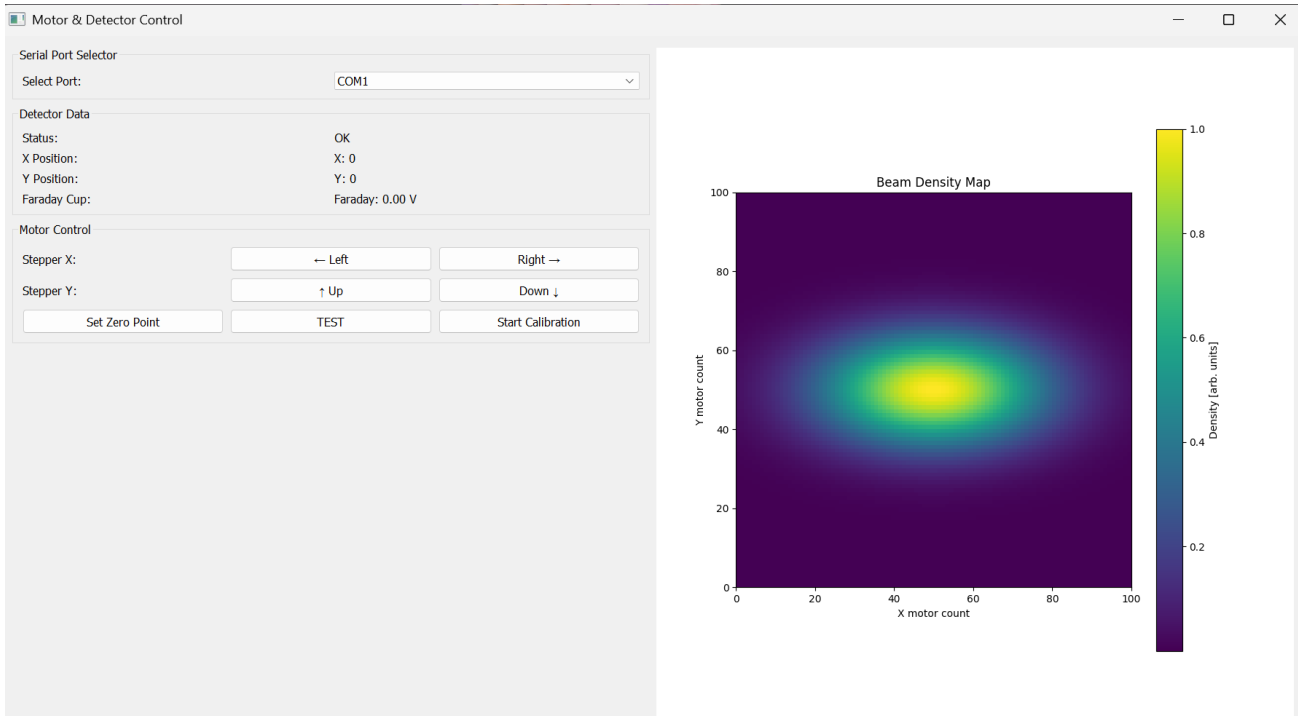 Motor & Detector Control
Serial Port Selector
Select Port: COM1
Detector Data
Status: OK
X Position: X: 0
Y Position: Y: 0
Faraday Cup: Faraday: 0.00 V
Motor Control
Stepper X: ← Left Right →
Stepper Y: ↑ Up Down ↓
Set Zero Point TEST Start Calibration
Beam Density Map
100
80
60
40
20
0
Y motor count
0 20 40 60 80 100
X motor count
1.0
0.8
0.6
0.4
0.2
Density [arb. units]